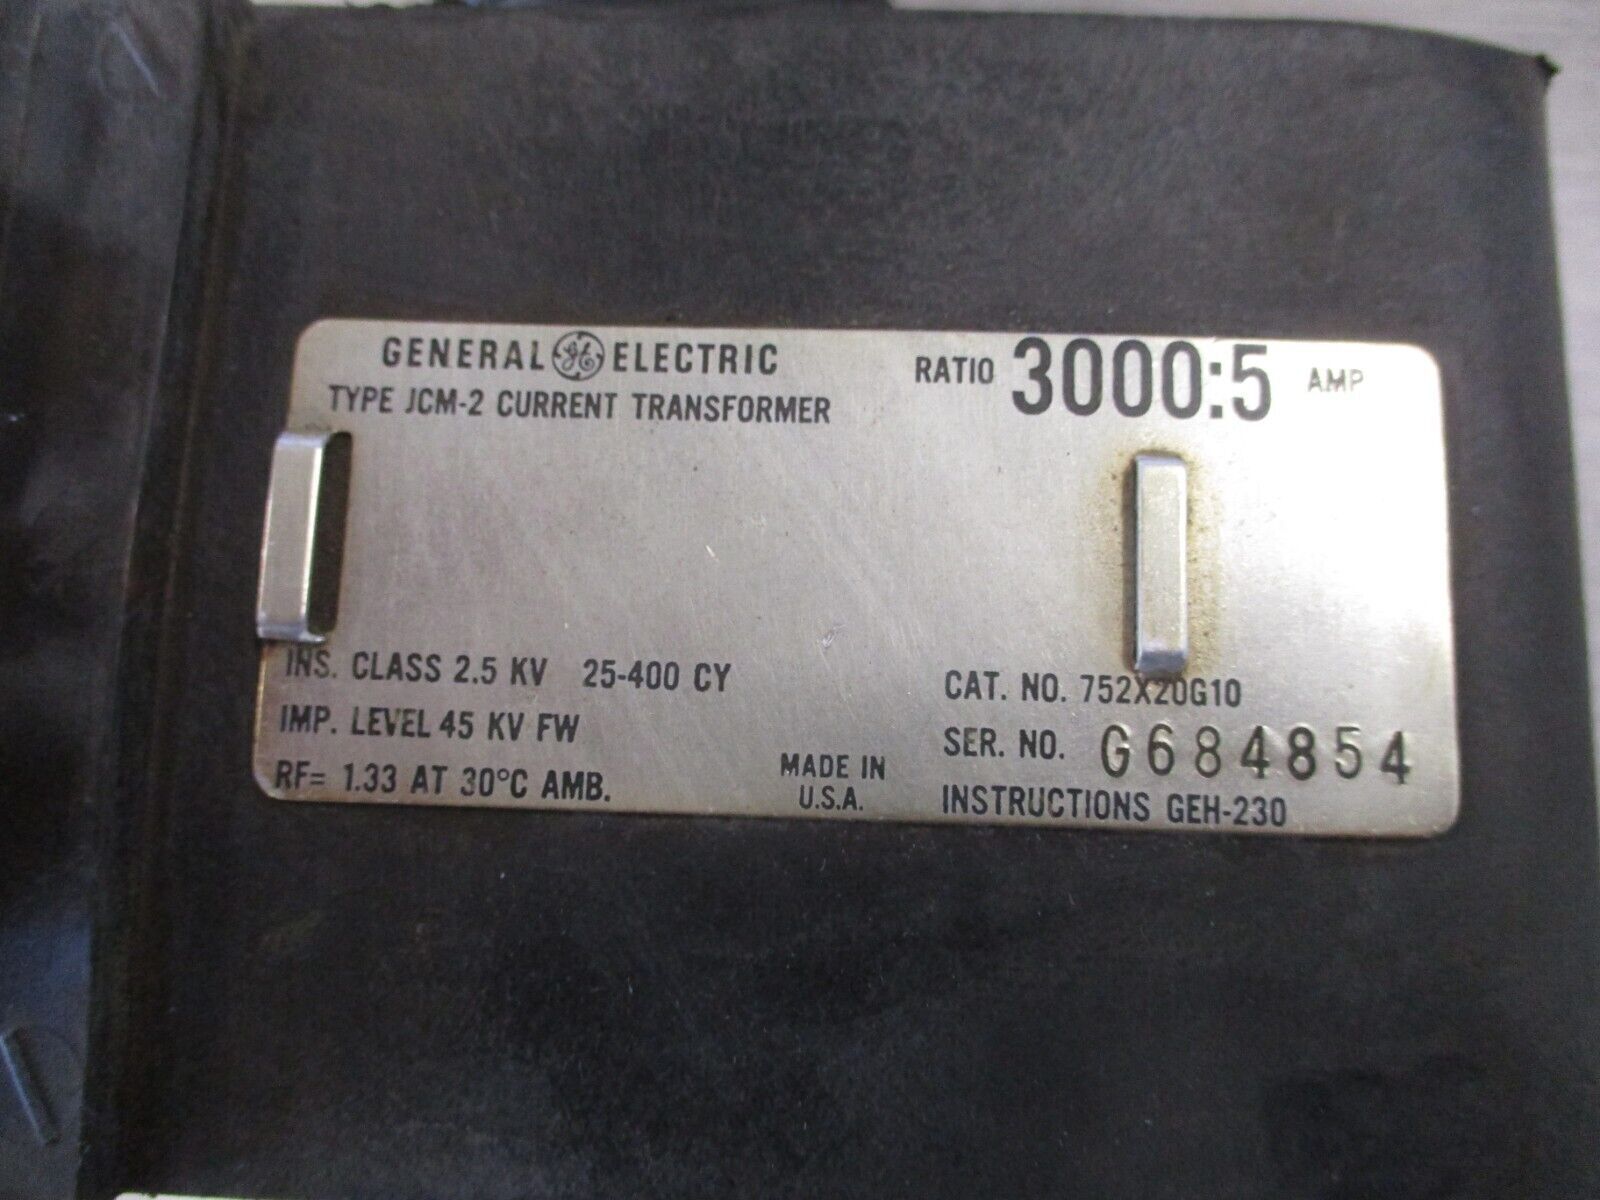 GENERAL GE ELECTRIC
RATIO 3000:5 AMP
TYPE JCM-2 CURRENT TRANSFORMER
INS. CLASS 2.5 KV 25-400 CY
IMP. LEVEL 45 KV FW
RF= 1.33 AT 30°C AMB.
MADE IN
U.S.A.
CAT. NO. 752X20G10
SER. NO. G684854
INSTRUCTIONS GEH-230